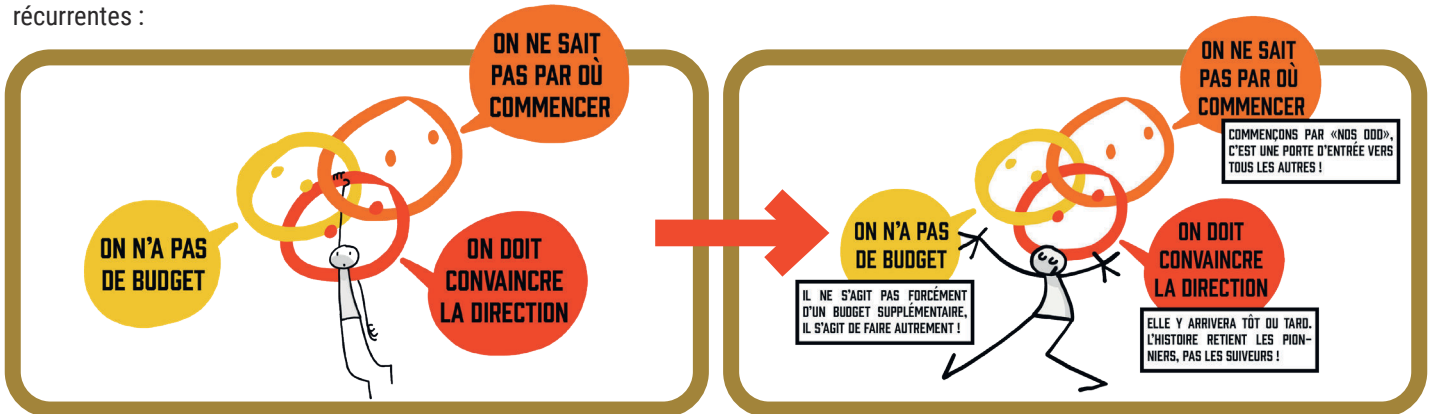 récurrentes :
ON NE SAIT
PAS PAR OÙ
COMMENCER
ON N'A PAS
DE BUDGET
ON DOIT
CONVAINCRE
LA DIRECTION
ON NE SAIT
PAS PAR OÙ
COMMENCER
COMMENÇONS PAR «NOS ODD»,
C'EST UNE PORTE D'ENTRÉE VERS
TOUS LES AUTRES !
ON N'A PAS
DE BUDGET
IL NE S'AGIT PAS FORCÉMENT
D'UN BUDGET SUPPLÉMENTAIRE,
IL S'AGIT DE FAIRE AUTREMENT !
ON DOIT
CONVAINCRE
LA DIRECTION
ELLE Y ARRIVERA TÔT OU TARD.
L'HISTOIRE RETIENT LES PION-
NIERS, PAS LES SUIVEURS !